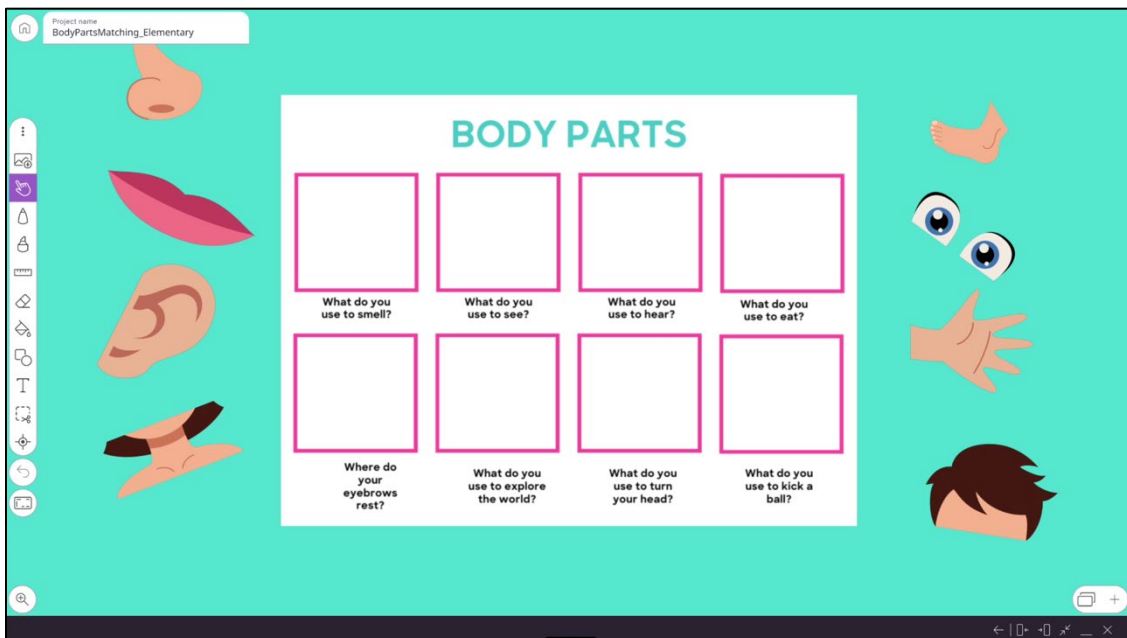 Project name
BodyPartsMatching_Elementary
BODY PARTS
What do you
use to smell?
What do you
use to see?
What do you
use to hear?
What do you
use to eat?
Where do
your
eyebrows
rest?
What do you
use to explore
the world?
What do you
use to turn
your head?
What do you
use to kick a
ball?